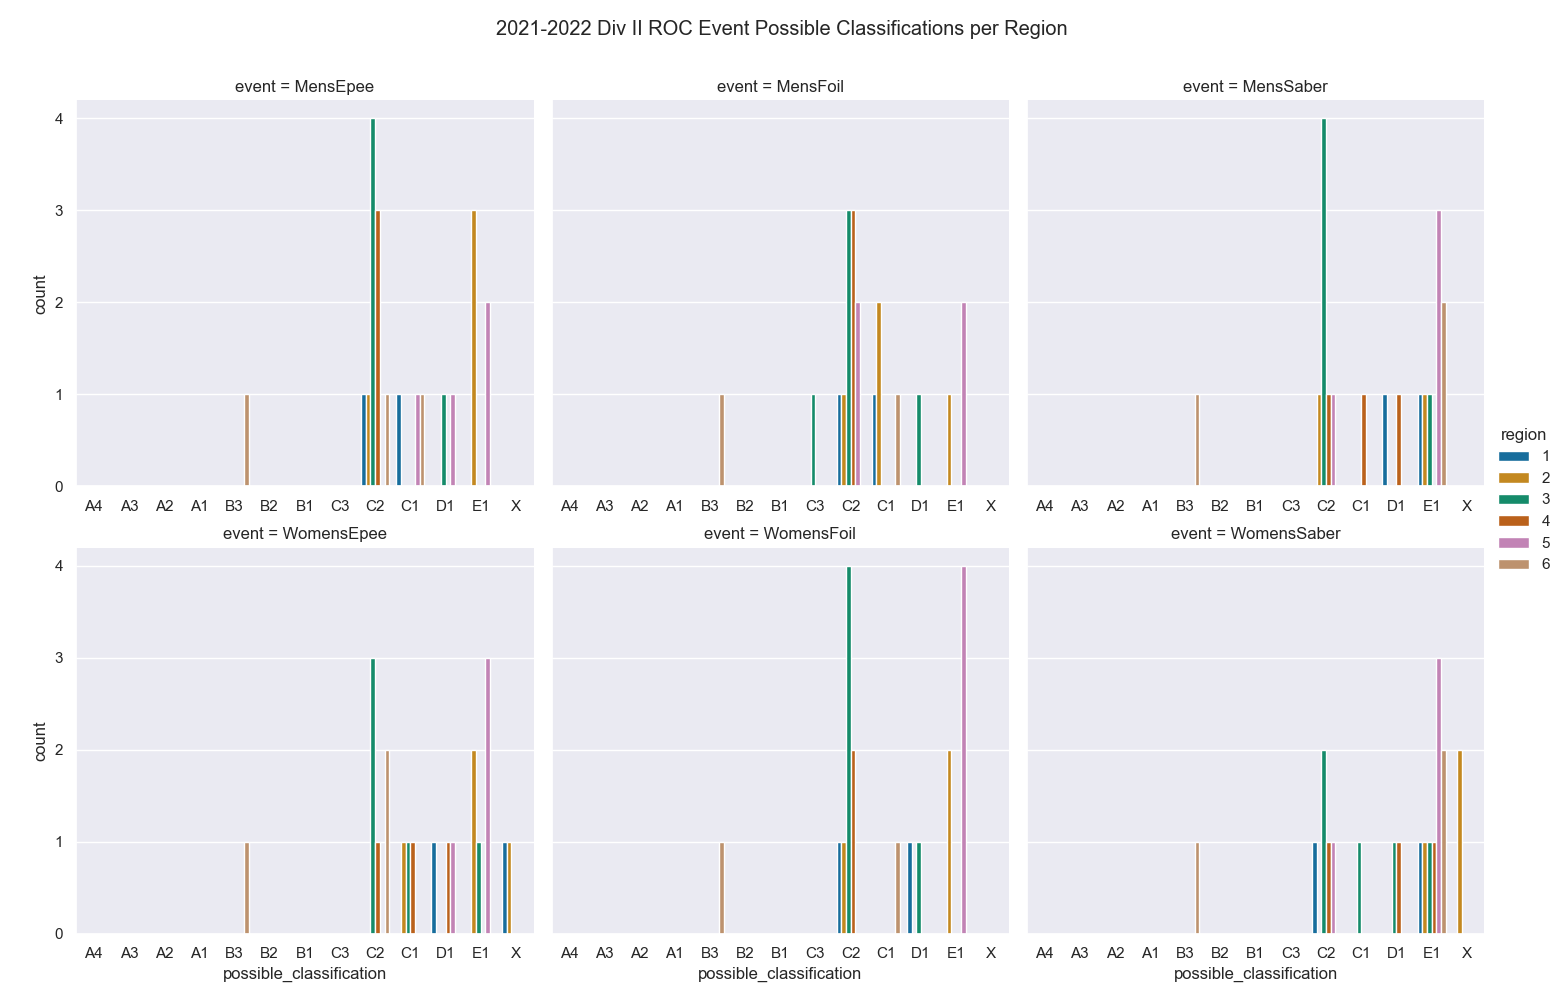 2021-2022 Div II ROC Event Possible Classifications per Region
event = MensEpee
event = MensFoil
event = MensSaber
4
3
2
1
0
count
A4 A3 A2 A1 B3 B2 B1 C3 C2 C1 D1 E1 X
A4 A3 A2 A1 B3 B2 B1 C3 C2 C1 D1 E1 X
A4 A3 A2 A1 B3 B2 B1 C3 C2 C1 D1 E1 X
region
1
2
3
4
5
6
event = WomensEpee
event = WomensFoil
event = WomensSaber
4
3
2
1
0
count
A4 A3 A2 A1 B3 B2 B1 C3 C2 C1 D1 E1 X
possible_classification
A4 A3 A2 A1 B3 B2 B1 C3 C2 C1 D1 E1 X
possible_classification
A4 A3 A2 A1 B3 B2 B1 C3 C2 C1 D1 E1 X
possible_classification